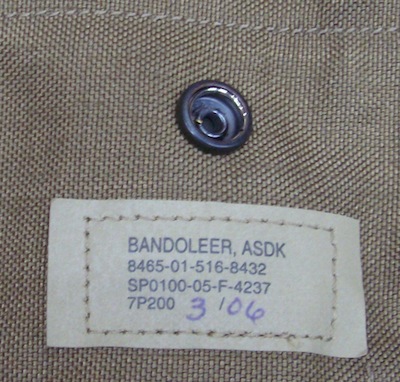 BANDOLEER, ASDK
8465-01-516-8432
SP0100-05-F-4237
7P200 3/06